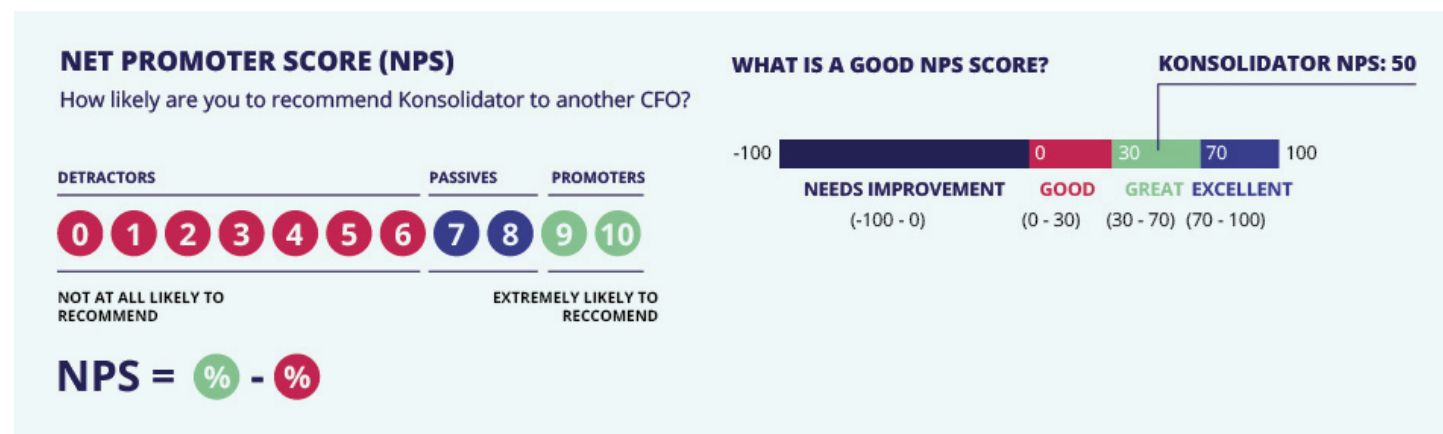 NET PROMOTER SCORE (NPS)
How likely are you to recommend Konsolidator to another CFO?
DETRACTORS PASSIVES PROMOTERS
0 1 2 3 4 5 6 7 8 9 10
NOT AT ALL LIKELY TO
RECOMMEND
EXTREMELY LIKELY TO
RECCOMEND
NPS = % - %
WHAT IS A GOOD NPS SCORE?
KONSOLIDATOR NPS: 50
-100 0 30 70 100
NEEDS IMPROVEMENT GOOD GREAT EXCELLENT
(-100 - 0) (0 - 30) (30 - 70) (70 - 100)